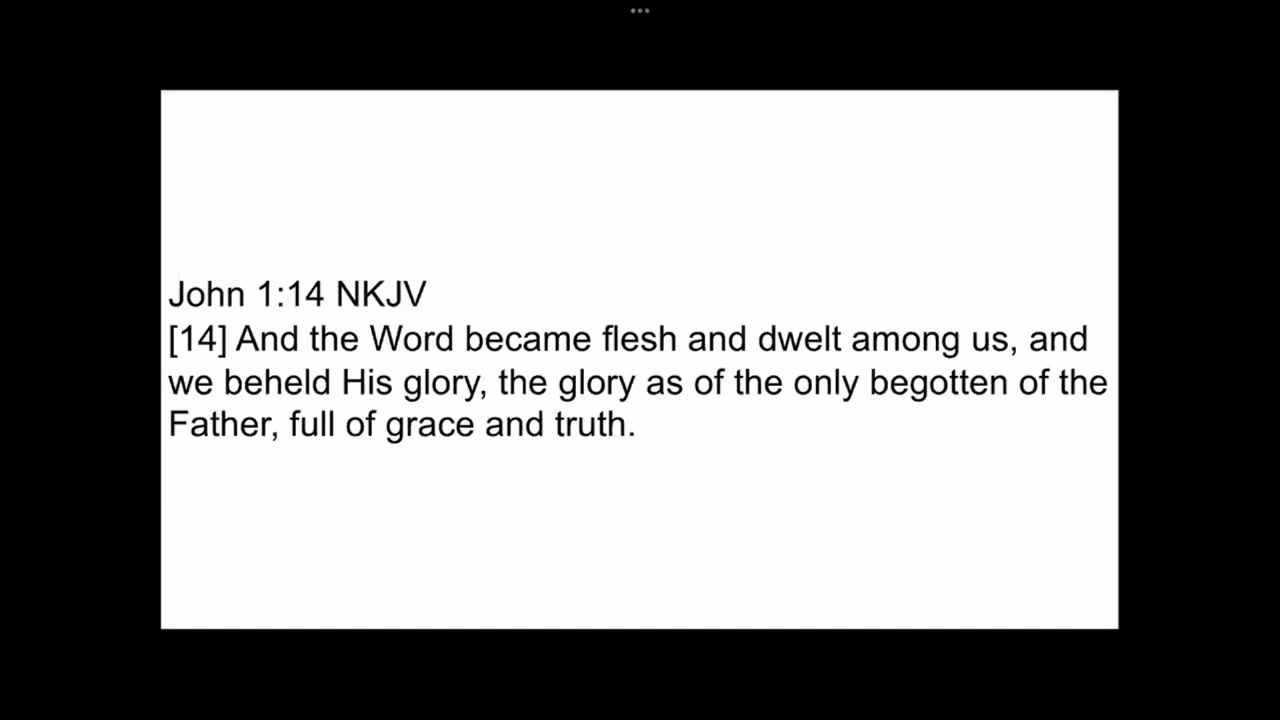 John 1:14 NKJV
[14] And the Word became flesh and dwelt among us, and
we beheld His glory, the glory as of the only begotten of the
Father, full of grace and truth.